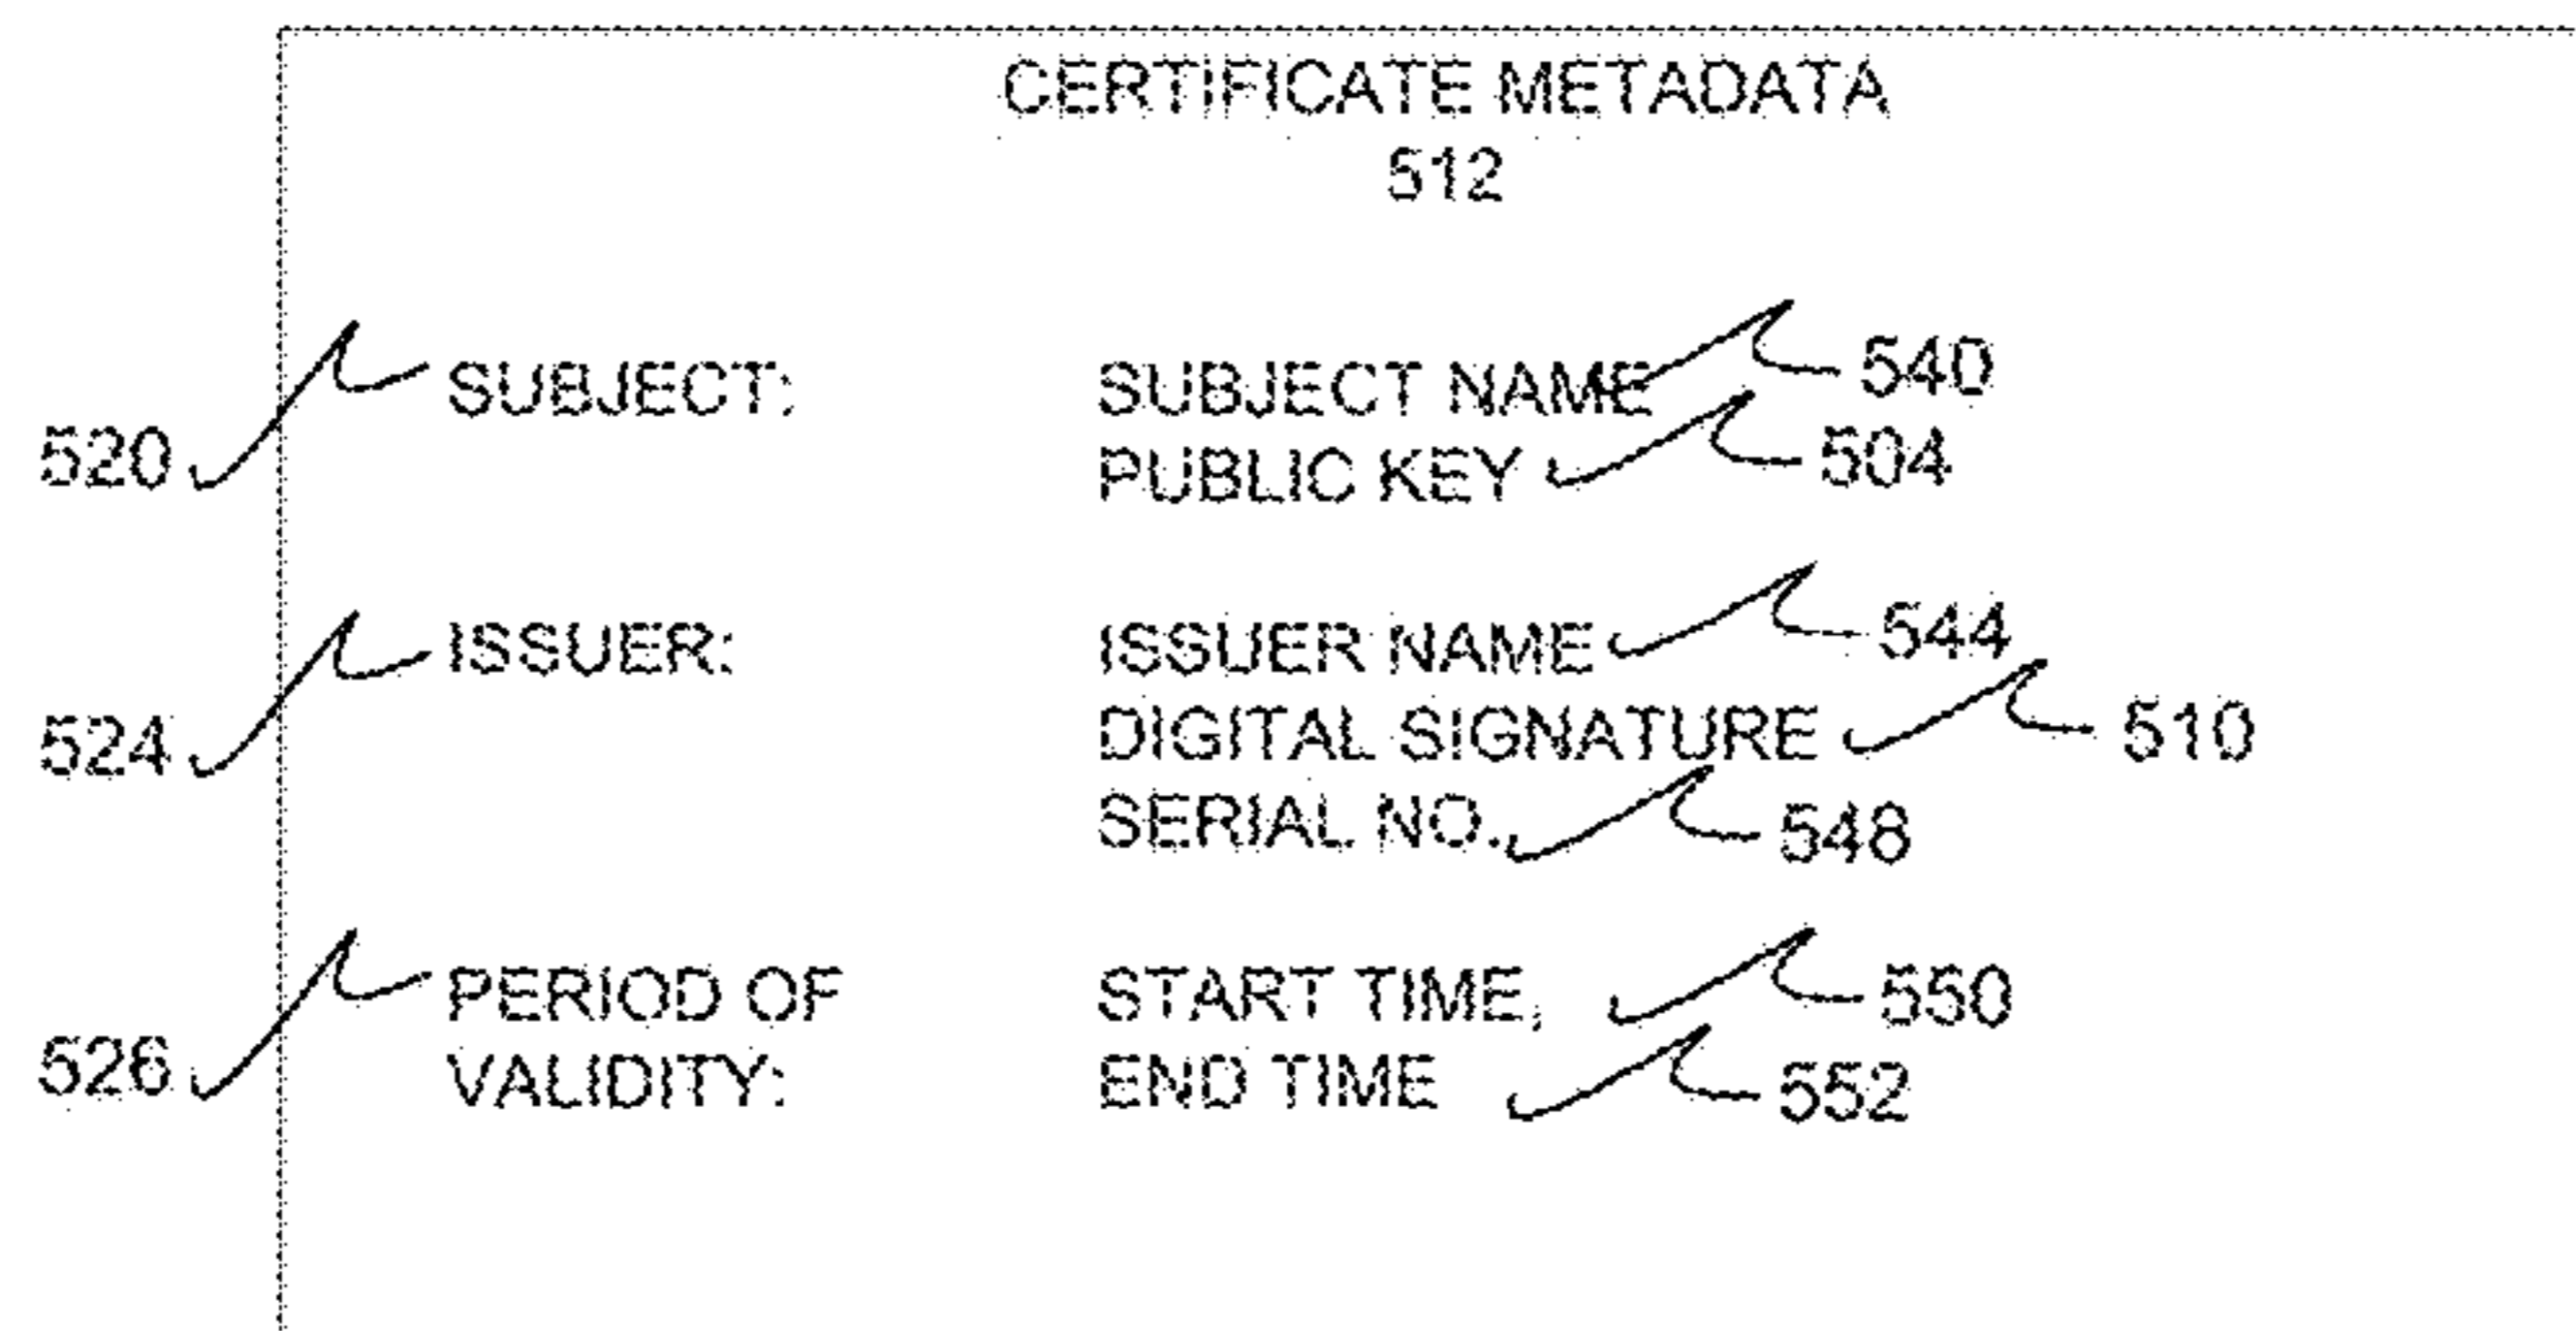 CERTIFICATE METADATA
512
SUBJECT: SUBJECT NAME 540
520 PUBLIC KEY 504
ISSUER: ISSUER NAME 544
524 DIGITAL SIGNATURE 510
SERIAL NO. 548
PERIOD OF START TIME, 550
526 VALIDITY: END TIME 552